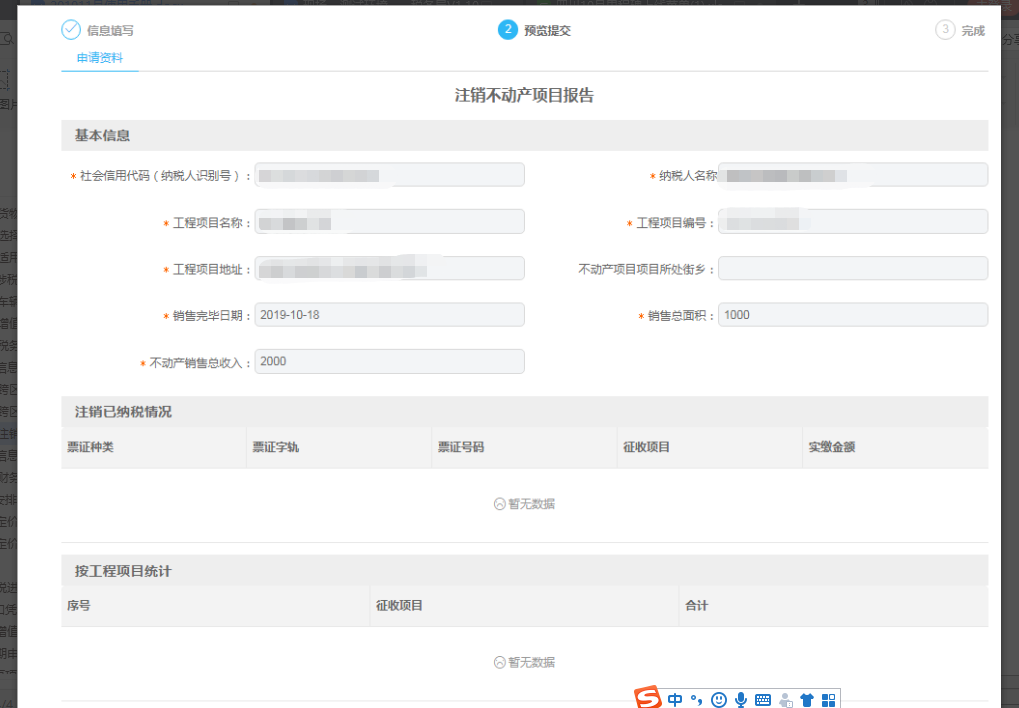 信息填写
2 预览提交
3 完成
申请资料
注销不动产项目报告
基本信息
* 社会信用代码（纳税人识别号）：
* 纳税人名称
* 工程项目名称：
* 工程项目编号：
* 工程项目地址：
不动产项目项目所处街乡：
* 销售完毕日期： 2019-10-18
* 销售总面积： 1000
* 不动产销售总收入： 2000
注销已纳税情况
票证种类 票证字轨 票证号码 征收项目 实缴金额
暂无数据
按工程项目统计
序号 征收项目 合计
暂无数据
S 中